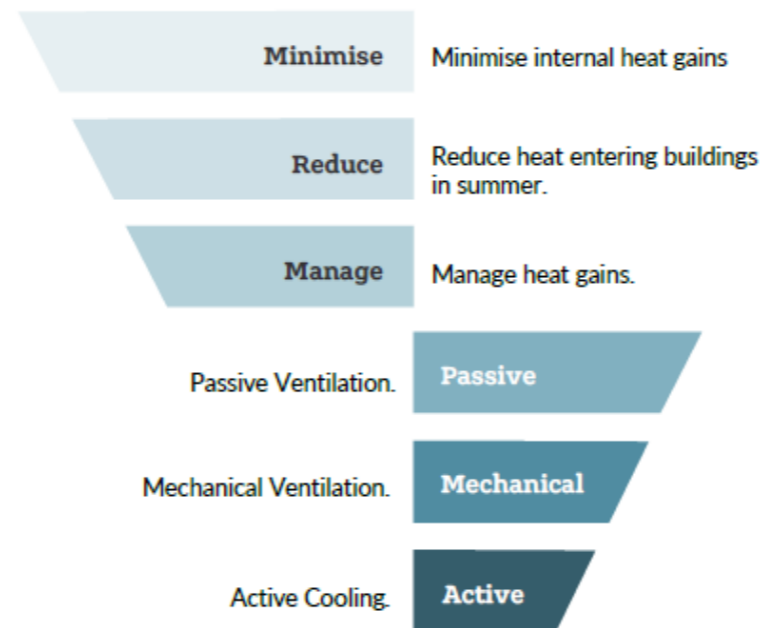 Minimise
Minimise internal heat gains
Reduce
Reduce heat entering buildings
in summer.
Manage
Manage heat gains.
Passive Ventilation.
Passive
Mechanical Ventilation.
Mechanical
Active Cooling.
Active